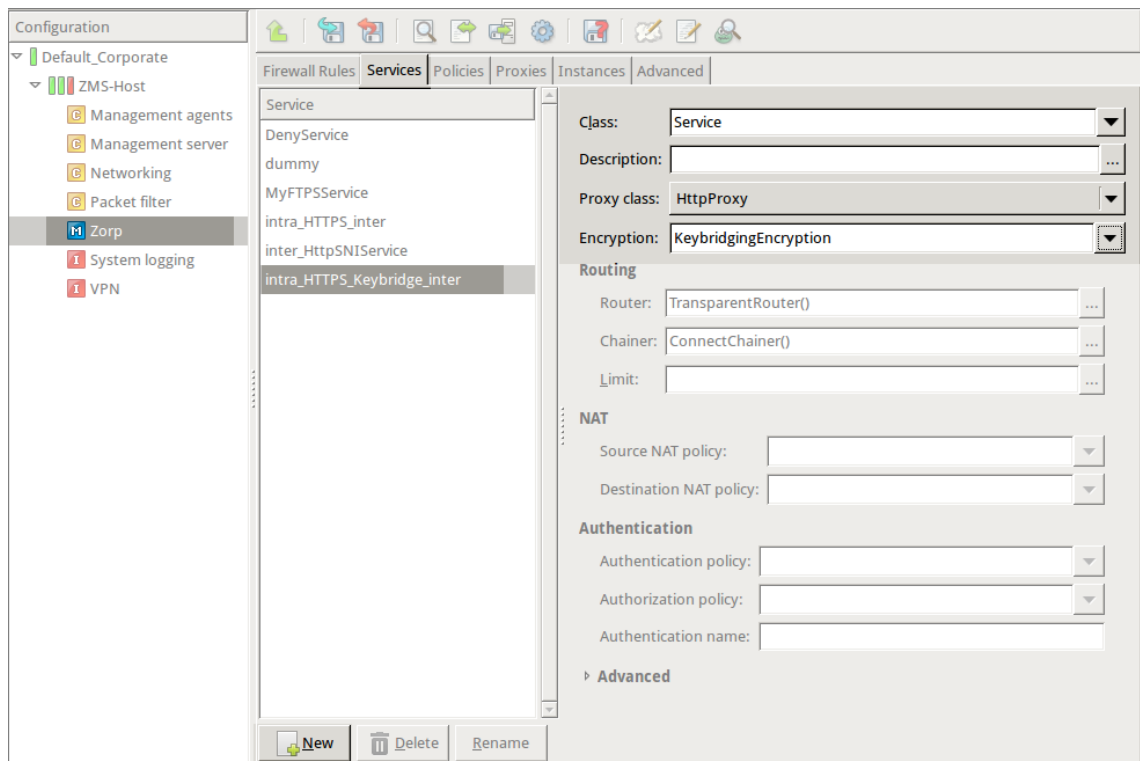 Configuration
Default_Corporate
ZMS-Host
Management agents
Management server
Networking
Packet filter
Zorp
System logging
VPN
Firewall Rules Services Policies Proxies Instances Advanced
Service
DenyService
dummy
MyFTPSService
intra_HTTPS_inter
inter_HttpSNIService
intra_HTTPS_Keybridge_inter
New Delete Rename
Class: Service
Description: ...
Proxy class: HttpProxy
Encryption: KeybridgingEncryption
Routing
Router: TransparentRouter() ...
Chainer: ConnectChainer() ...
Limit: ...
NAT
Source NAT policy:
Destination NAT policy:
Authentication
Authentication policy:
Authorization policy:
Authentication name:
Advanced